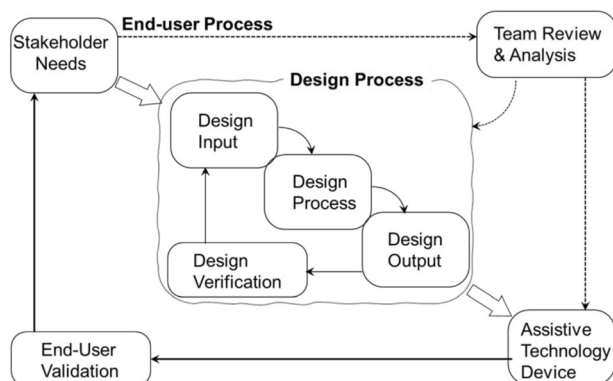 End-user Process
Stakeholder
Needs
Team Review
& Analysis
Design Process
Design
Input
Design
Process
Design
Output
Design
Verification
End-User
Validation
Assistive
Technology
Device